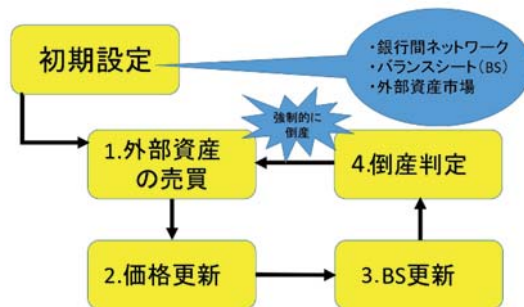 初期設定
・銀行間ネットワーク
・バランスシート(BS)
・外部資産市場
強制的に
倒産
1.外部資産
の売買
4.倒産判定
2.価格更新
3.BS更新